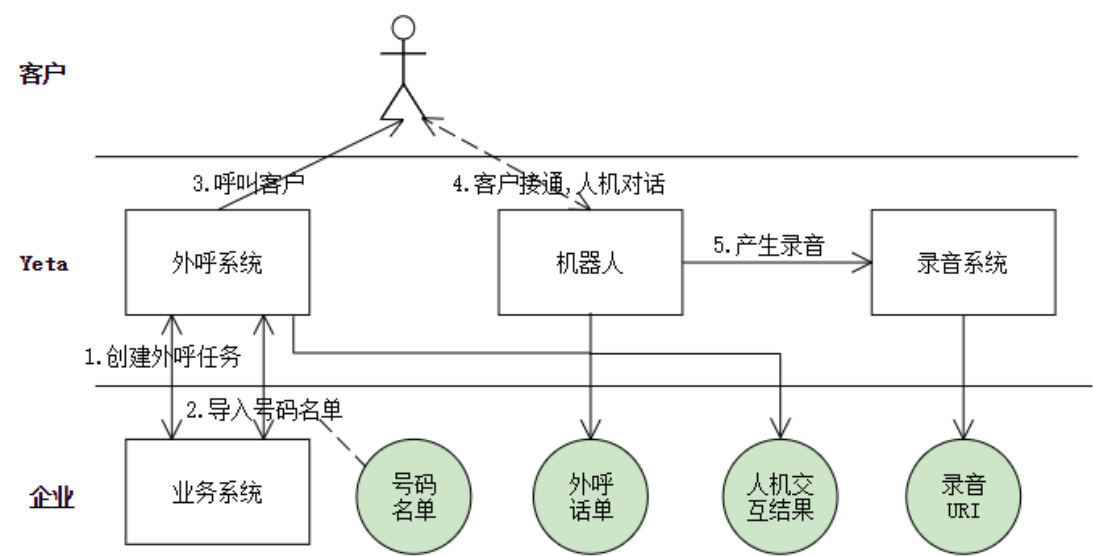 客户
3.呼叫客户
4.客户接通,人机对话
Yeta
外呼系统
机器人
5.产生录音
录音系统
1.创建外呼任务
2.导入号码名单
企业
业务系统
号码
名单
外呼
话单
人机交
互结果
录音
URI